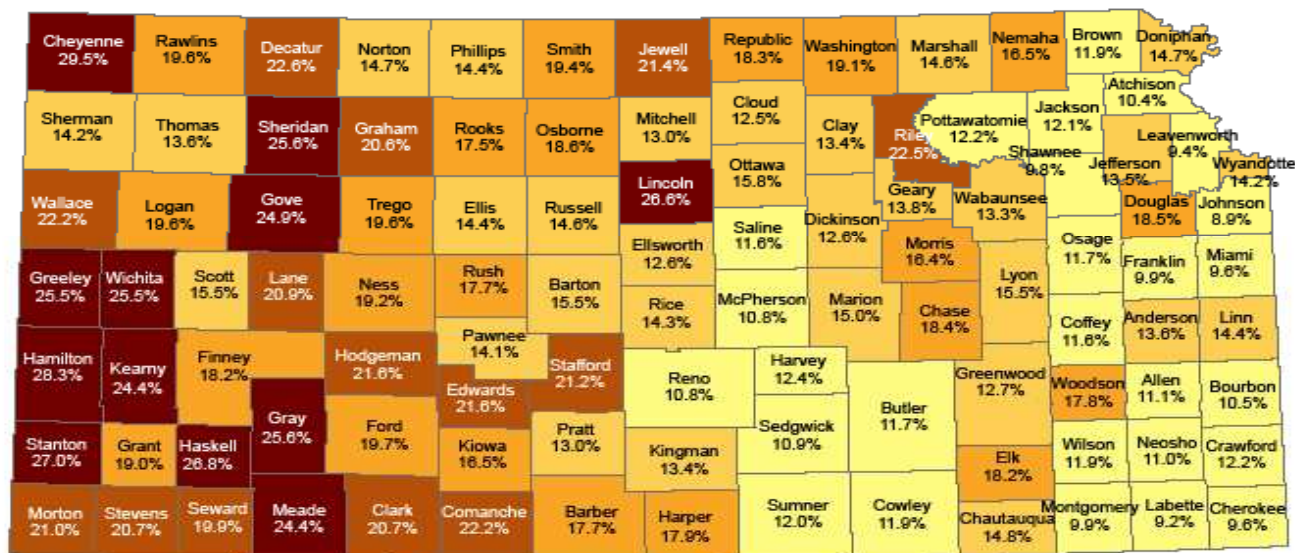 Cheyenne
29.5%
Rawlins
19.6%
Decatur
22.6%
Norton
14.7%
Phillips
14.4%
Smith
19.4%
Jewell
21.4%
Republic
18.3%
Washington
19.1%
Marshall
14.6%
Nemaha
16.5%
Brown
11.9%
Doniphan
14.7%
Atchison
10.4%
Sherman
14.2%
Thomas
13.6%
Sheridan
25.6%
Graham
20.6%
Rooks
17.5%
Osborne
18.6%
Mitchell
13.0%
Cloud
12.5%
Clay
13.4%
Riley
22.5%
Pottawatomie
12.2%
Jackson
12.1%
Shawnee
9.8%
Jefferson
13.5%
Leavenworth
9.4%
Wyandotte
14.2%
Wallace
22.2%
Logan
19.6%
Gove
24.9%
Trego
19.6%
Ellis
14.4%
Russell
14.6%
Lincoln
26.6%
Ottawa
15.8%
Saline
11.6%
Dickinson
12.6%
Geary
13.8%
Wabaunsee
13.3%
Douglas
18.5%
Johnson
8.9%
Ellsworth
12.6%
Morris
16.4%
Osage
11.7%
Franklin
9.9%
Miami
9.6%
Greeley
25.5%
Wichita
25.5%
Scott
15.5%
Lane
20.9%
Ness
19.2%
Rush
17.7%
Barton
15.5%
Rice
14.3%
McPherson
10.8%
Marion
15.0%
Chase
18.4%
Lyon
15.5%
Coffey
11.6%
Anderson
13.6%
Linn
14.4%
Hamilton
28.3%
Kearny
24.4%
Finney
18.2%
Hodgeman
21.6%
Pawnee
14.1%
Edwards
21.6%
Stafford
21.2%
Reno
10.8%
Harvey
12.4%
Butler
11.7%
Greenwood
12.7%
Woodson
17.8%
Allen
11.1%
Bourbon
10.5%
Stanton
27.0%
Grant
19.0%
Haskell
26.8%
Gray
25.6%
Ford
19.7%
Kiowa
16.5%
Pratt
13.0%
Kingman
13.4%
Sedgwick
10.9%
Elk
18.2%
Wilson
11.9%
Neosho
11.0%
Crawford
12.2%
Morton
21.0%
Stevens
20.7%
Seward
19.9%
Meade
24.4%
Clark
20.7%
Comanche
22.2%
Barber
17.7%
Harper
17.9%
Sumner
12.0%
Cowley
11.9%
Chautauqua
14.8%
Montgomery
9.9%
Labette
9.2%
Cherokee
9.6%